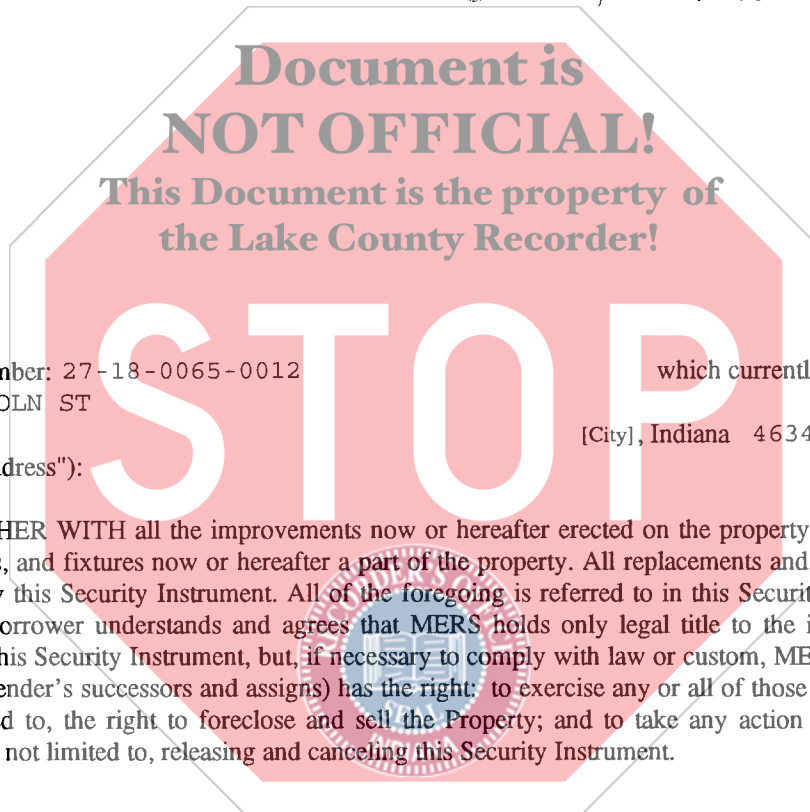 Document is
NOT OFFICIAL!
This Document is the property of
the Lake County Recorder!
STOP
mber: 27-18-0065-0012 which currentl
OLN ST
[City], Indiana 4634
dress"):
HER WITH all the improvements now or hereafter erected on the property
, and fixtures now or hereafter a part of the property. All replacements and
y this Security Instrument. All of the foregoing is referred to in this Securit
orrower understands and agrees that MERS holds only legal title to the i
his Security Instrument, but, if necessary to comply with law or custom, ME
ender's successors and assigns) has the right: to exercise any or all of those
d to, the right to foreclose and sell the Property; and to take any action
not limited to, releasing and canceling this Security Instrument.
RECORDER'S OFFICE
SEAL
INDIANA